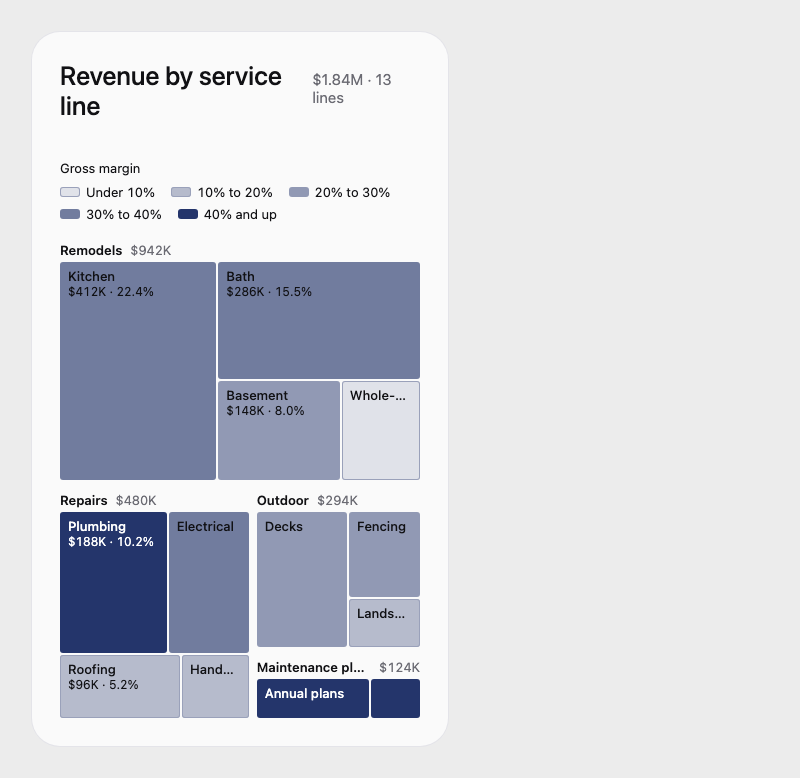 Revenue by service
line
$1.84M · 13
lines
Gross margin
Under 10%
10% to 20%
20% to 30%
30% to 40%
40% and up
Remodels $942K
Kitchen
$412K · 22.4%
Bath
$286K · 15.5%
Basement
$148K · 8.0%
Whole-...
Repairs $480K
Plumbing
$188K · 10.2%
Electrical
Roofing
$96K · 5.2%
Hand...
Outdoor $294K
Decks
Fencing
Lands...
Maintenance pl... $124K
Annual plans